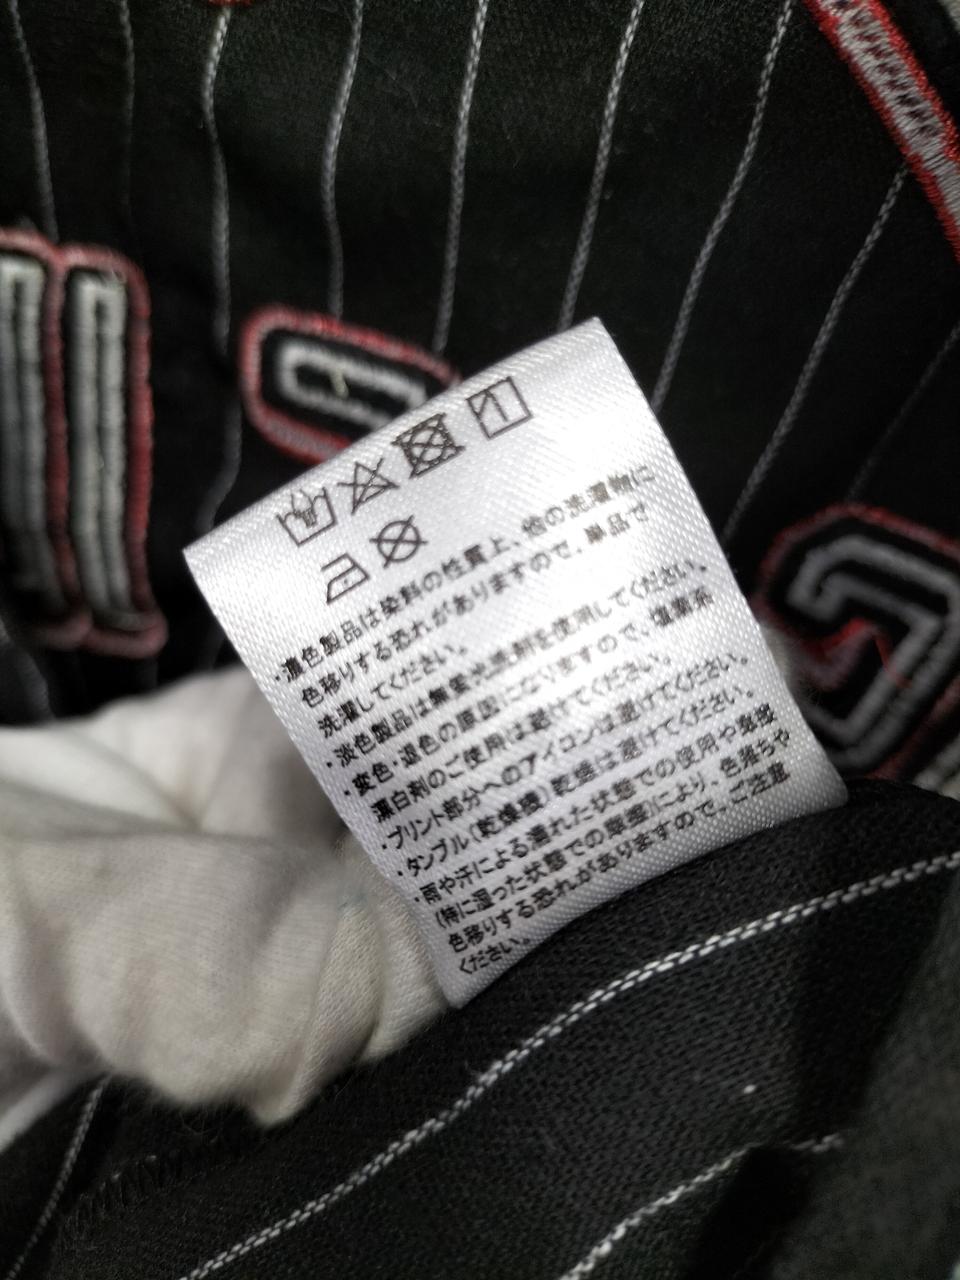 ・濃色製品は染料の性質上、他の洗濯物に
色移りする恐れがありますので、単品で
洗濯してください。
・淡色製品は無蛍光洗剤を使用してください。
・変色・退色の原因になりますので、塩素系
漂白剤のご使用は避けてください。
・プリント部分へのアイロンは避けてください。
・タンブル(乾燥機)乾燥は避けてください。
・雨や汗による濡れた状態での使用や摩擦
(特に湿った状態での摩擦)により、色落ちや
色移りする恐れがありますので、ご注意
ください。